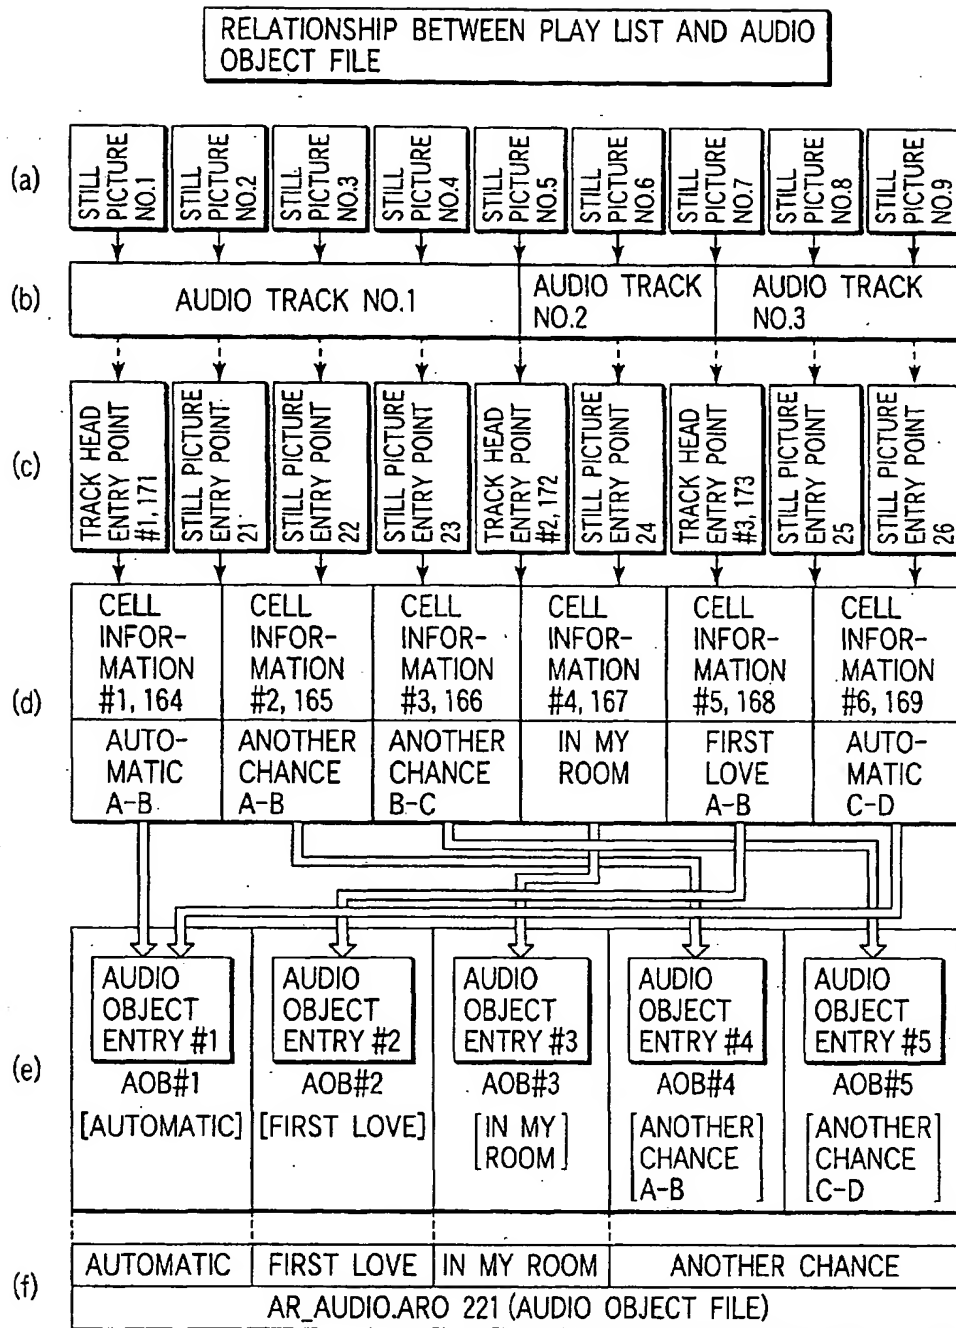 RELATIONSHIP BETWEEN PLAY LIST AND AUDIO
OBJECT FILE
(a)
STILL
PICTURE
NO.1
STILL
PICTURE
NO.2
STILL
PICTURE
NO.3
STILL
PICTURE
NO.4
STILL
PICTURE
NO.5
STILL
PICTURE
NO.6
STILL
PICTURE
NO.7
STILL
PICTURE
NO.8
STILL
PICTURE
NO.9
(b)
AUDIO TRACK NO.1
AUDIO TRACK
NO.2
AUDIO TRACK
NO.3
(c)
TRACK HEAD
ENTRY POINT
#1, 171
STILL PICTURE
ENTRY POINT
21
STILL PICTURE
ENTRY POINT
22
STILL PICTURE
ENTRY POINT
23
TRACK HEAD
ENTRY POINT
#2, 172
STILL PICTURE
ENTRY POINT
24
TRACK HEAD
ENTRY POINT
#3, 173
STILL PICTURE
ENTRY POINT
25
STILL PICTURE
ENTRY POINT
26
(d)
CELL
INFOR-
MATION
#1, 164
CELL
INFOR-
MATION
#2, 165
CELL
INFOR-
MATION
#3, 166
CELL
INFOR-
MATION
#4, 167
CELL
INFOR-
MATION
#5, 168
CELL
INFOR-
MATION
#6, 169
AUTO-
MATIC
A-B
ANOTHER
CHANCE
A-B
ANOTHER
CHANCE
B-C
IN MY
ROOM
FIRST
LOVE
A-B
AUTO-
MATIC
C-D
(e)
AUDIO
OBJECT
ENTRY #1
AUDIO
OBJECT
ENTRY #2
AUDIO
OBJECT
ENTRY #3
AUDIO
OBJECT
ENTRY #4
AUDIO
OBJECT
ENTRY #5
AOB#1
[AUTOMATIC]
AOB#2
[FIRST LOVE]
AOB#3
[IN MY
ROOM]
AOB#4
[ANOTHER
CHANCE
A-B]
AOB#5
[ANOTHER
CHANCE
C-D]
(f)
AUTOMATIC
FIRST LOVE
IN MY ROOM
ANOTHER CHANCE
AR_AUDIO.ARO 221 (AUDIO OBJECT FILE)